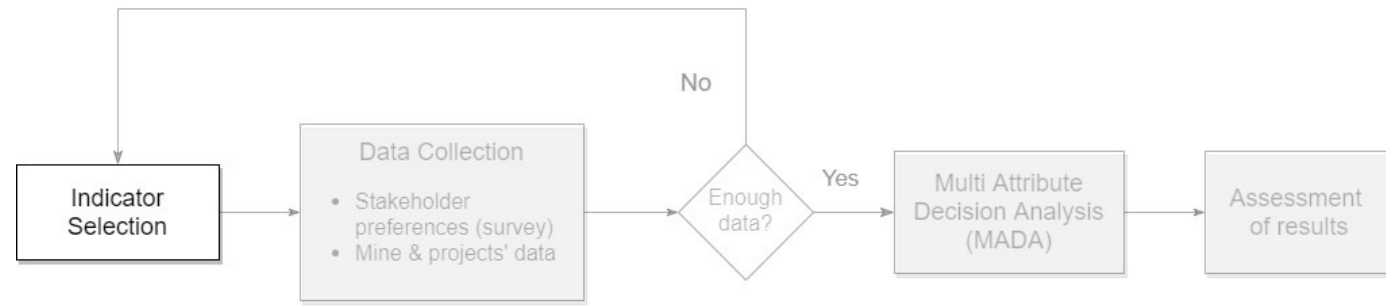 No
Indicator
Selection
Data Collection
• Stakeholder
preferences (survey)
• Mine & projects' data
Enough
data?
Yes
Multi Attribute
Decision Analysis
(MADA)
Assessment
of results